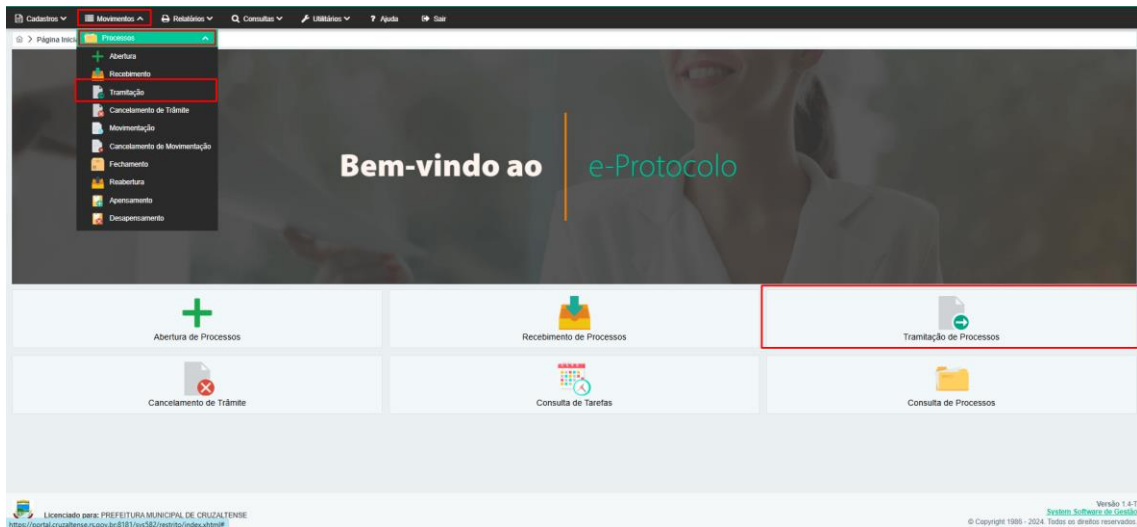 Cadastros Movimentos Relatórios Consultas Utilitários ? Ajuda Sair
Página Inicia
Processos
Abertura
Recebimento
Tramitação
Cancelamento de Trâmite
Movimentação
Cancelamento de Movimentação
Fechamento
Reabertura
Apensamento
Desapensamento
Bem-vindo ao e-Protocolo
Abertura de Processos Recebimento de Processos Tramitação de Processos
Cancelamento de Trâmite Consulta de Tarefas Consulta de Processos
Versão 1.4-T
Licenciado para: PREFEITURA MUNICIPAL DE CRUZALTENSE System Software de Gestão
https://portal.cruzaltense.rs.gov.br:8181/sys582/restrito/index.xhtml# © Copyright 1986 - 2024. Todos os direitos reservados